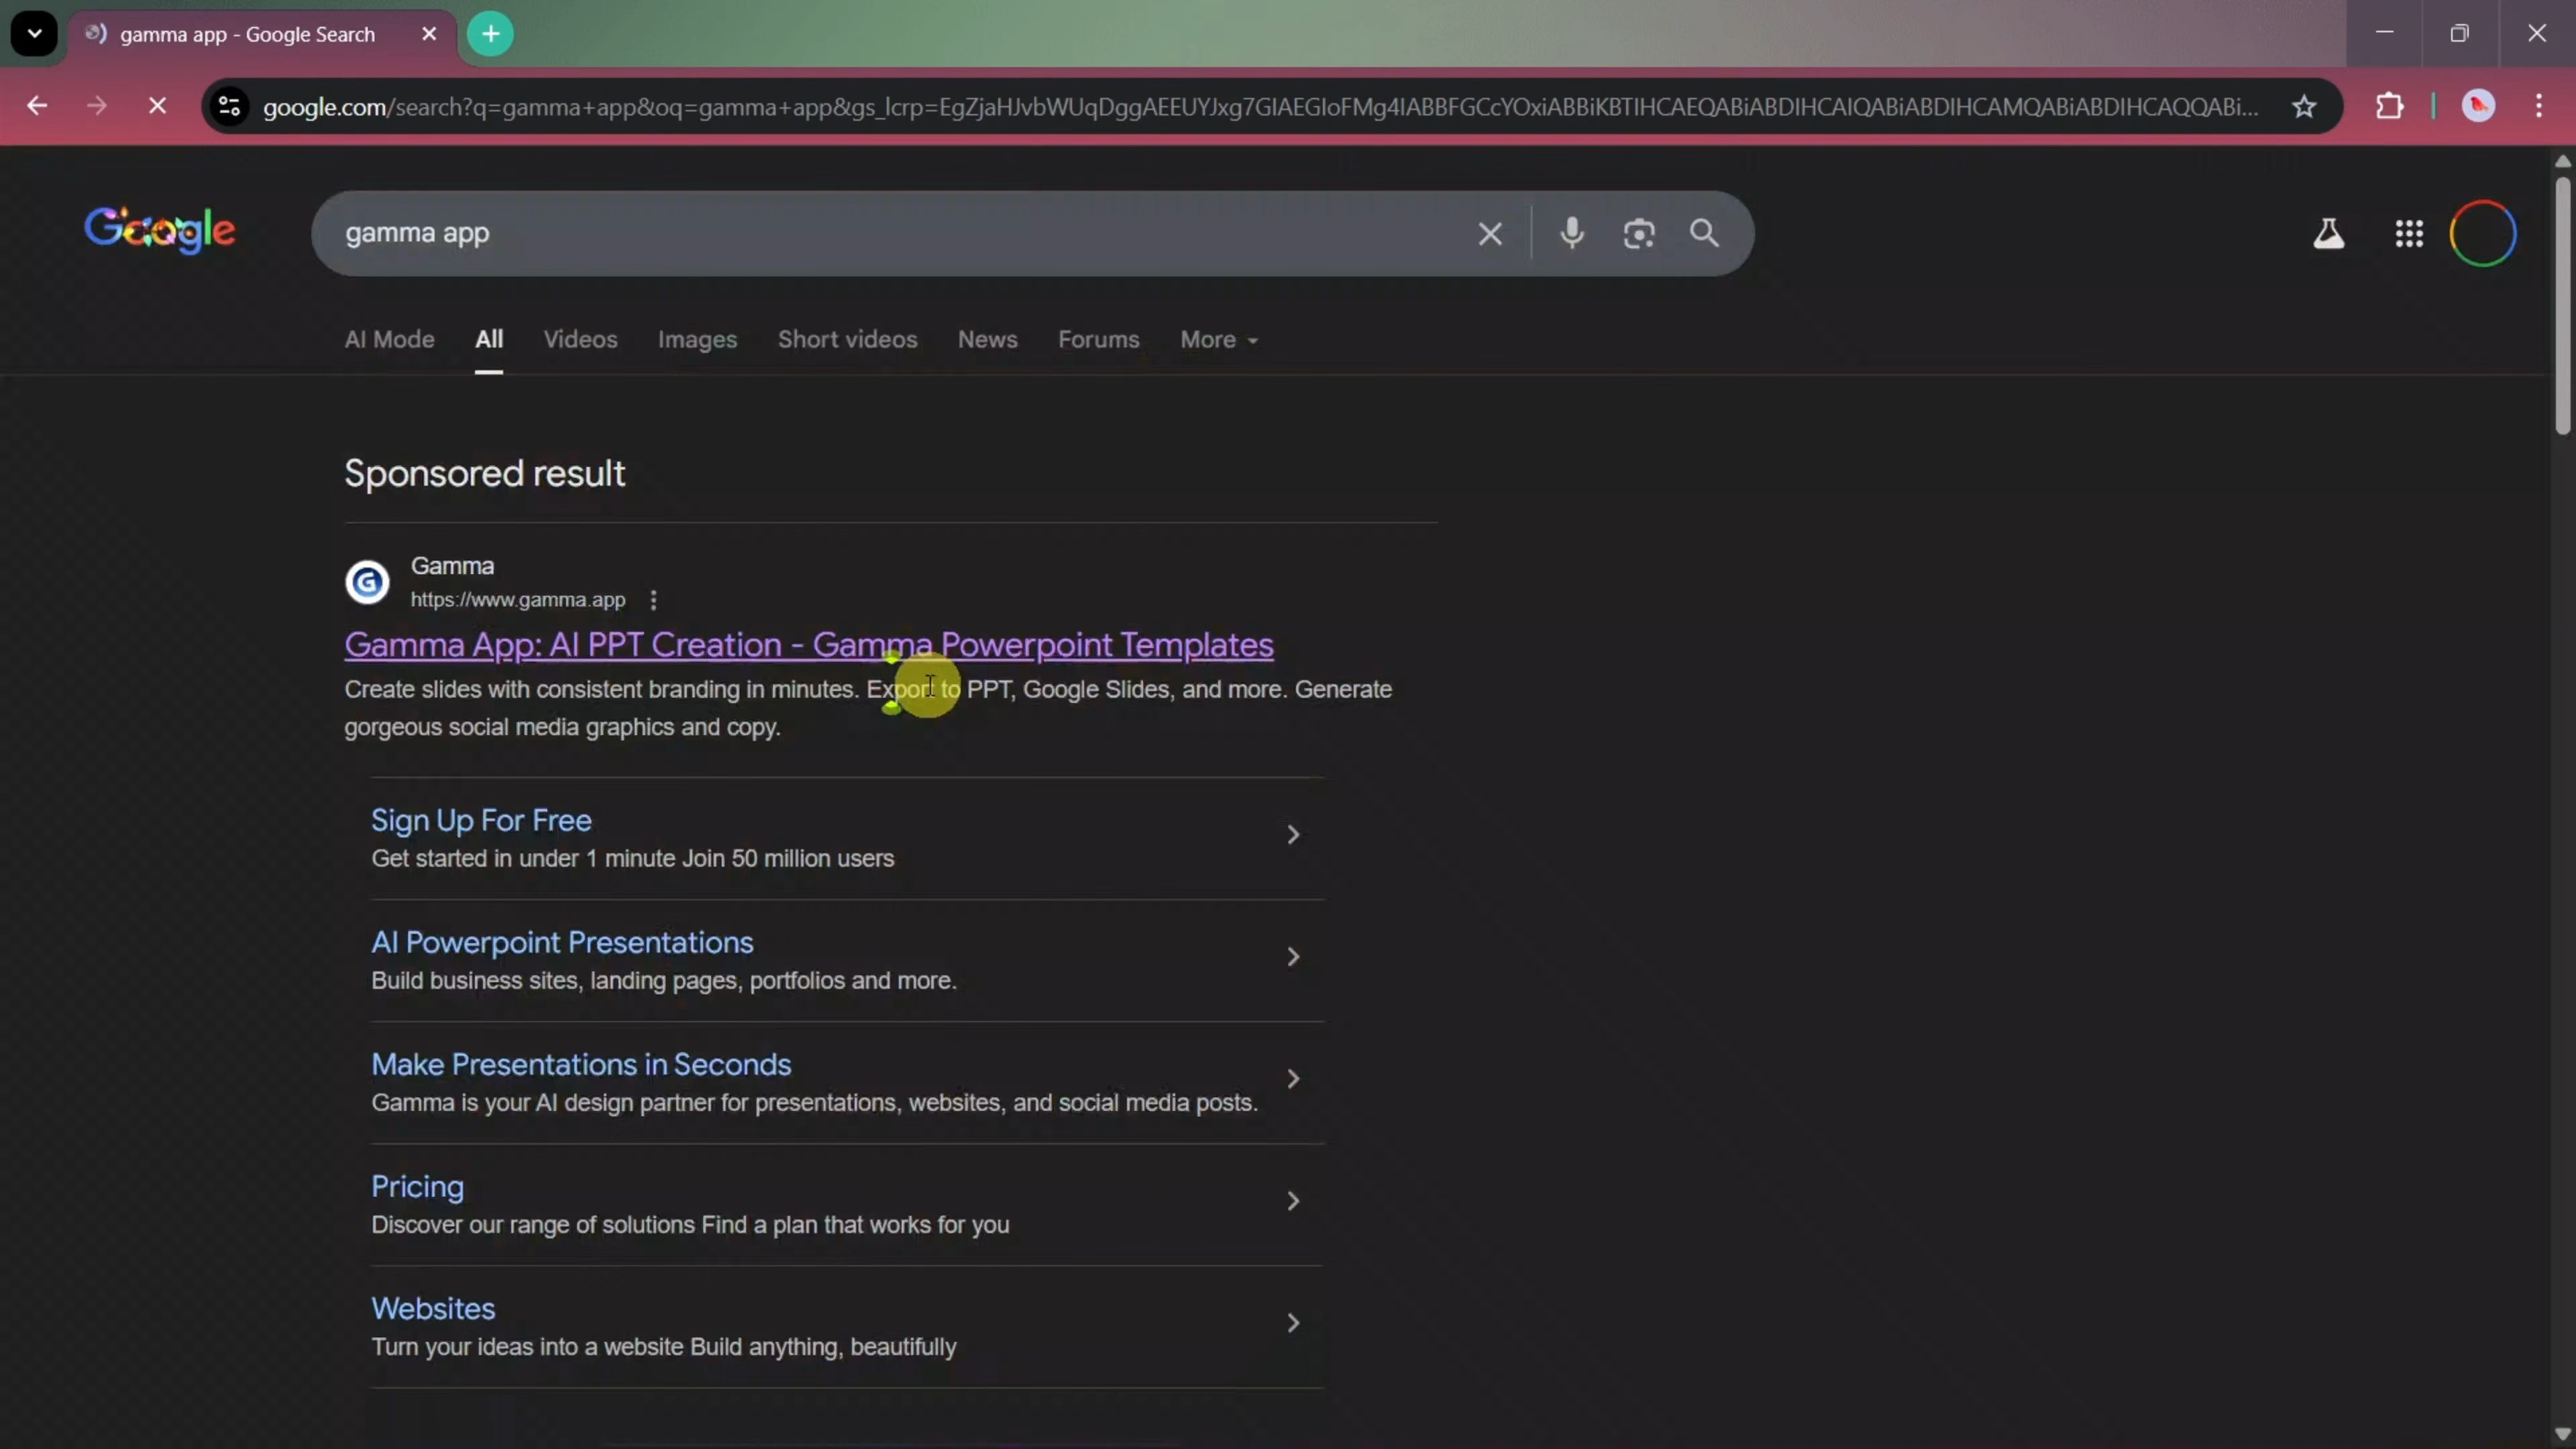 gamma app - Google Search
google.com/search?q=gamma+app&oq=gamma+app&gs_lcrp=EgZjaHJvbWUqDggAEEUYJxg7GIAEGIoFMg4IABBFGCcYOxiABBiKBTIHCAEQABiABDIHCAIQABiABDIHCAMQABiABDIHCAQQABi...
Google
gamma app
AI Mode All Videos Images Short videos News Forums More
Sponsored result
Gamma
https://www.gamma.app
Gamma App: AI PPT Creation - Gamma Powerpoint Templates
Create slides with consistent branding in minutes. Export to PPT, Google Slides, and more. Generate
gorgeous social media graphics and copy.
Sign Up For Free
Get started in under 1 minute Join 50 million users
AI Powerpoint Presentations
Build business sites, landing pages, portfolios and more.
Make Presentations in Seconds
Gamma is your AI design partner for presentations, websites, and social media posts.
Pricing
Discover our range of solutions Find a plan that works for you
Websites
Turn your ideas into a website Build anything, beautifully